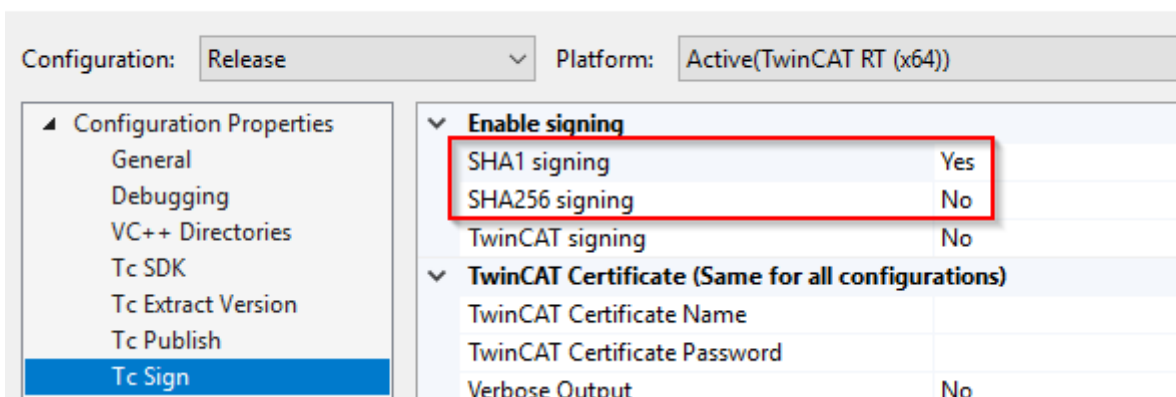 Configuration: Release Platform: Active(TwinCAT RT (x64))
Configuration Properties
General
Debugging
VC++ Directories
Tc SDK
Tc Extract Version
Tc Publish
Tc Sign
Enable signing
SHA1 signing Yes
SHA256 signing No
TwinCAT signing No
TwinCAT Certificate (Same for all configurations)
TwinCAT Certificate Name
TwinCAT Certificate Password
Verbose Output No